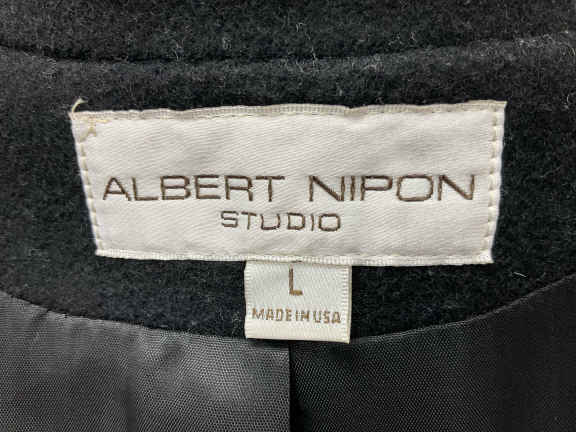 ALBERT NIPON
STUDIO
L
MADE IN USA